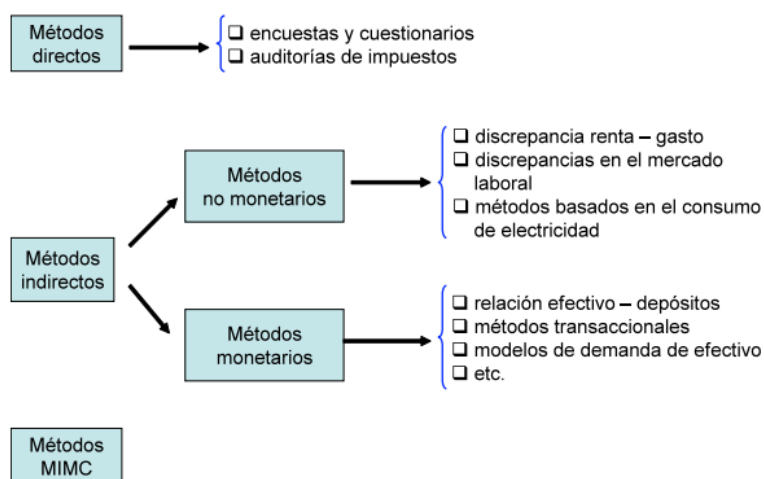 Métodos
directos
❑ encuestas y cuestionarios
❑ auditorías de impuestos
Métodos
no monetarios
❑ discrepancia renta – gasto
❑ discrepancias en el mercado
laboral
❑ métodos basados en el consumo
de electricidad
Métodos
indirectos
Métodos
monetarios
❑ relación efectivo – depósitos
❑ métodos transaccionales
❑ modelos de demanda de efectivo
❑ etc.
Métodos
MIMC